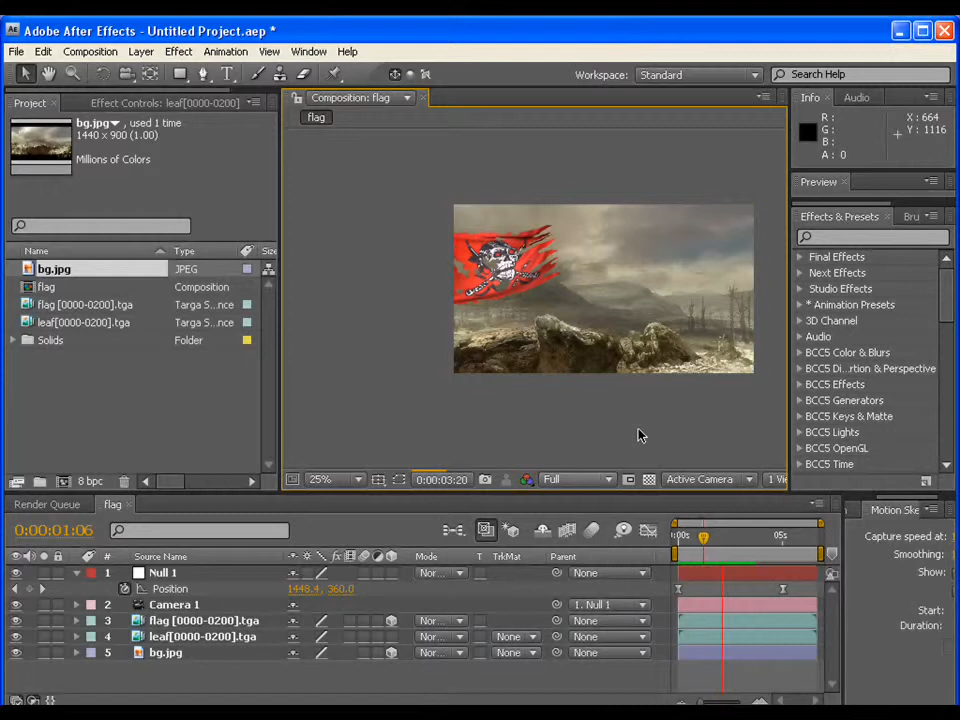 Adobe After Effects - Untitled Project.aep *
File Edit Composition Layer Effect Animation View Window Help
Workspace: Standard Search Help
Project Effect Controls: leaf[0000-0200] Composition: flag Info Audio
flag
bg.jpg , used 1 time
1440 x 900 (1.00)
Millions of Colors
R : X : 664
G : Y : 1116
B :
A : 0
Preview
Effects & Presets Bru
Name Type Size
bg.jpg JPEG
flag Composition
flag [0000-0200].tga Targa S...nce
leaf[0000-0200].tga Targa S...nce
Solids Folder
Final Effects
Next Effects
Studio Effects
* Animation Presets
3D Channel
Audio
BCC5 Color & Blurs
BCC5 Di...rtion & Perspective
BCC5 Effects
BCC5 Generators
BCC5 Keys & Matte
BCC5 Lights
BCC5 OpenGL
BCC5 Time
8 bpc 25% 0:00:03:20 Full Active Camera 1 Vi
Render Queue flag Motion Ske
0:00:01:06 :00s 05s
Capture speed at:
Smoothing:
Show:
Start:
Duration:
# Source Name Mode T TrkMat Parent
1 Null 1 Nor... None
Position 1448.4, 360.0
2 Camera 1 1. Null 1
3 flag [0000-0200].tga Nor... None
4 leaf[0000-0200].tga Nor... None None
5 bg.jpg Nor... None None